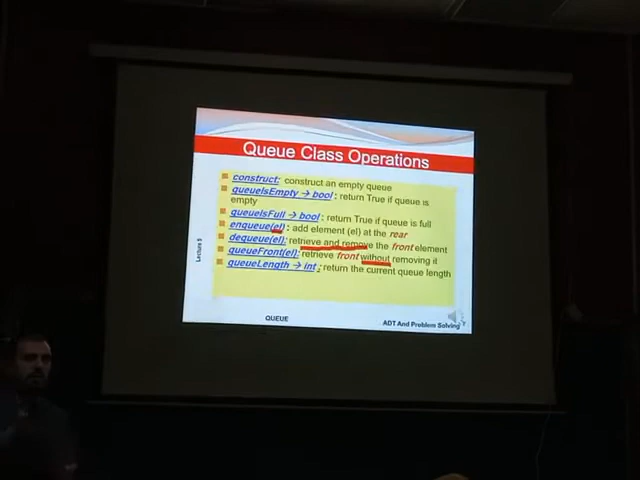 Queue Class Operations
construct: construct an empty queue
queueIsEmpty → bool : return True if queue is
empty
queueIsFull → bool : return True if queue is full
enqueue(el) : add element (el) at the rear
dequeue(el): retrieve and remove the front element
queueFront(el): retrieve front without removing it
queueLength → int : return the current queue length
Lecture 5
QUEUE
ADT And Problem Solving